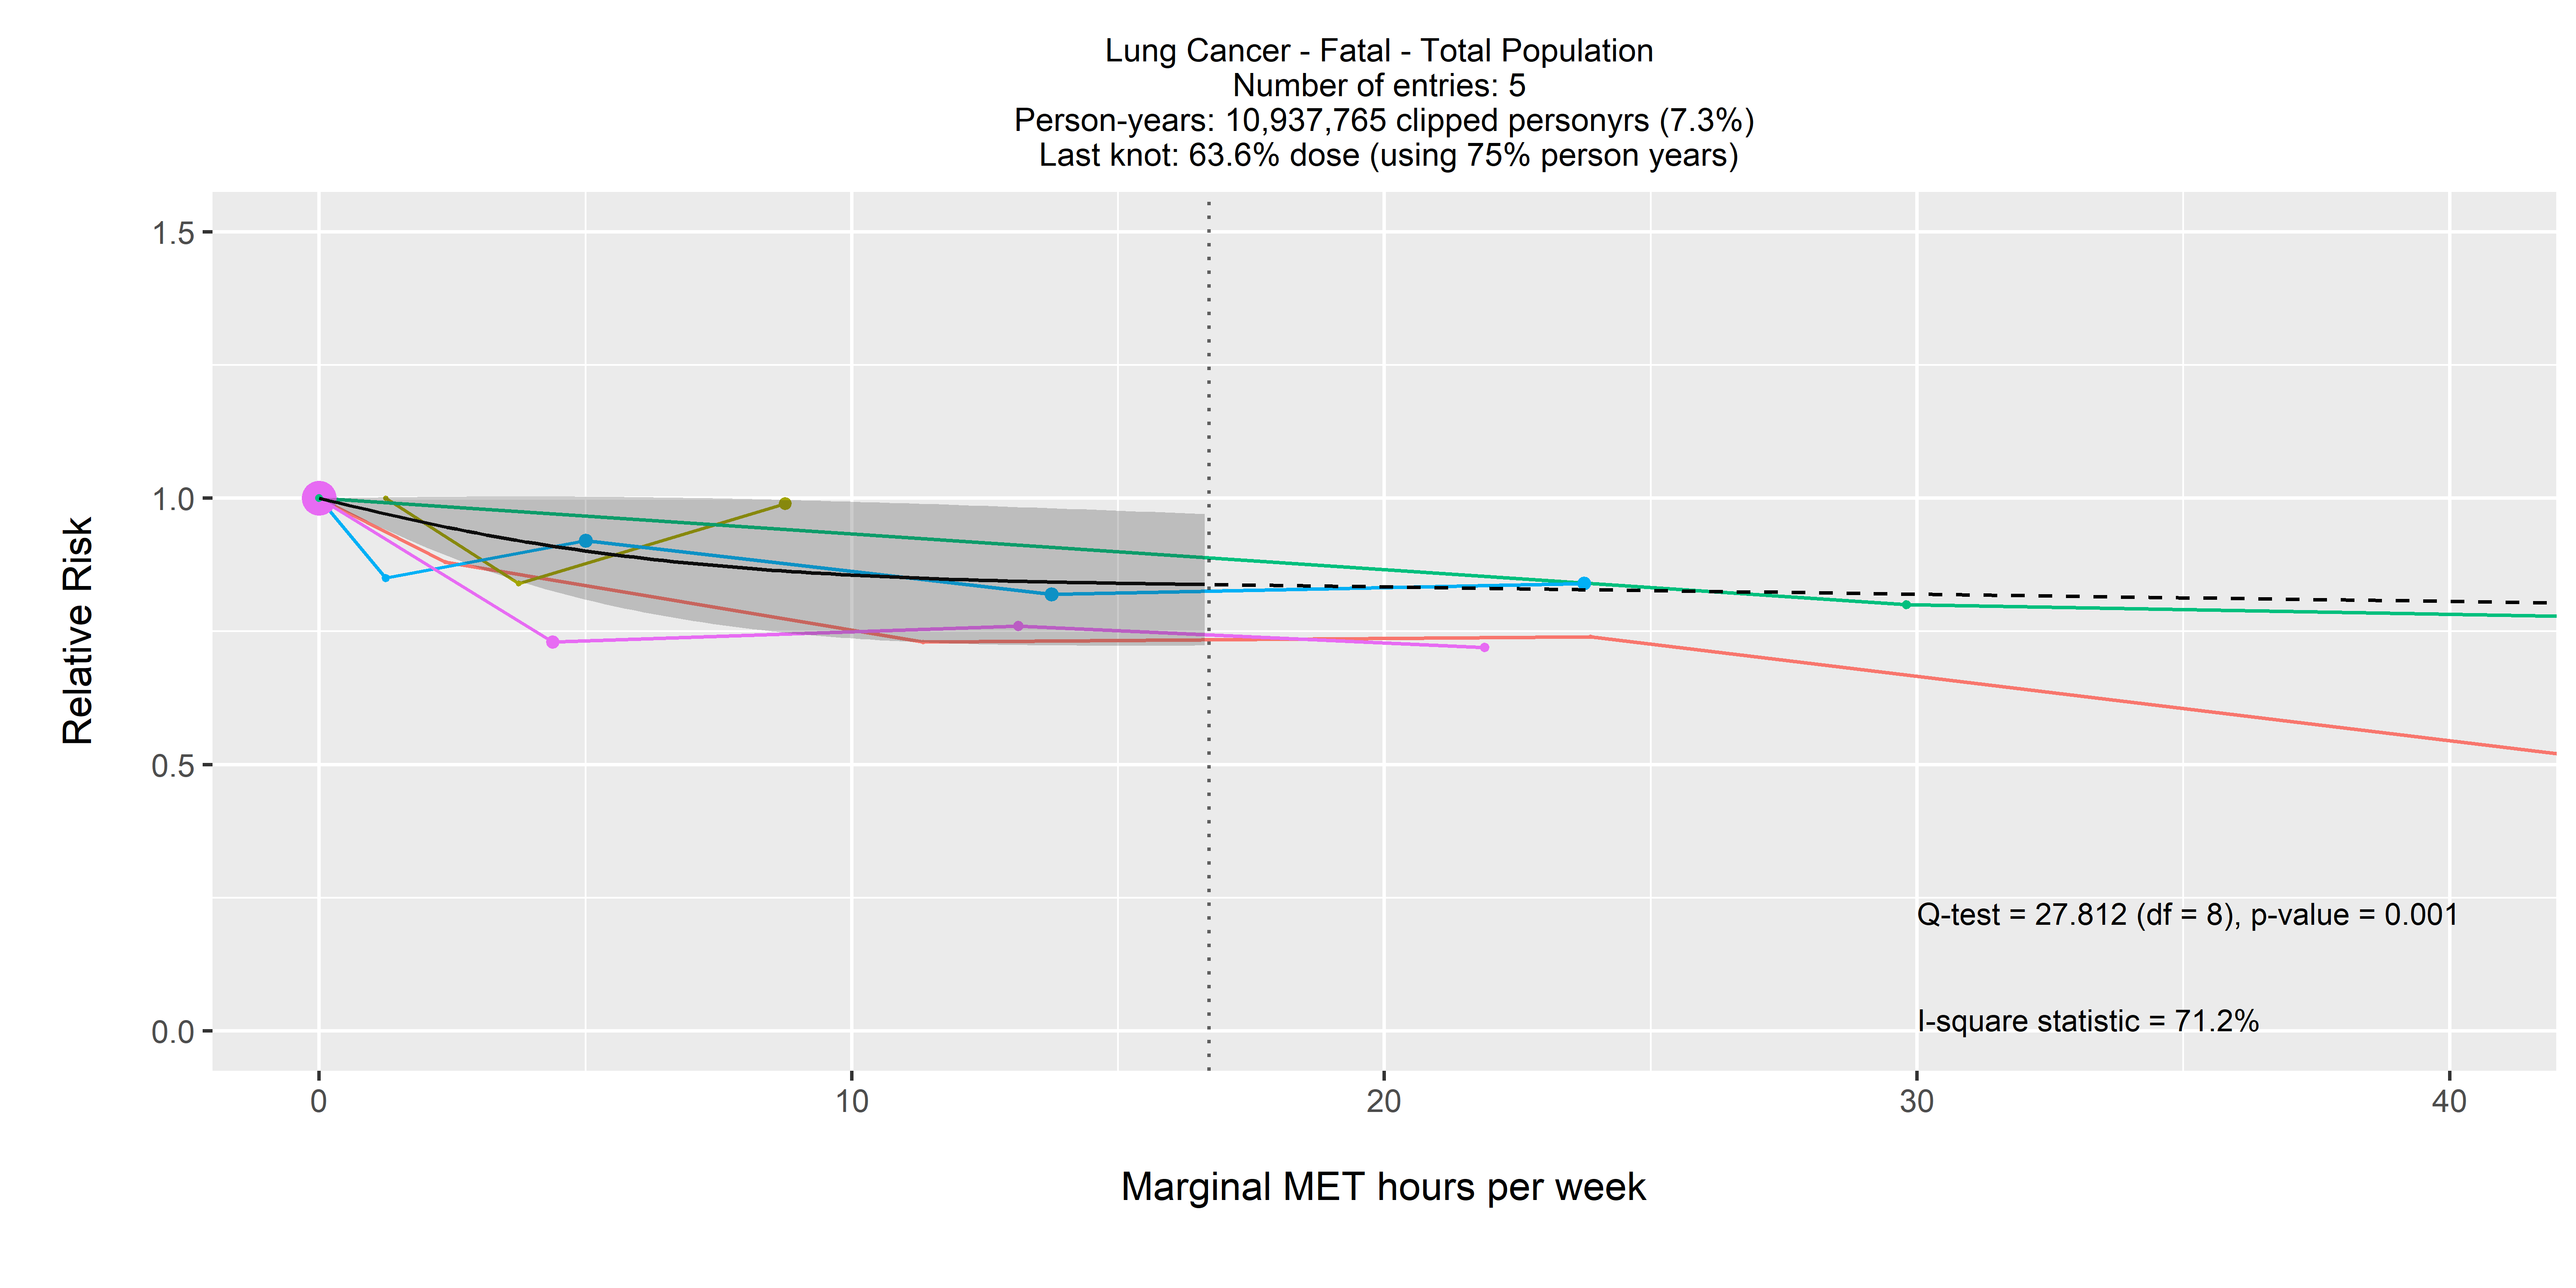 Lung Cancer - Fatal - Total Population
Number of entries: 5
Person-years: 10,937,765 clipped personyrs (7.3%)
Last knot: 63.6% dose (using 75% person years)
Relative Risk
1.5
1.0
0.5
0.0
Q-test = 27.812 (df = 8), p-value = 0.001
I-square statistic = 71.2%
0 10 20 30 40
Marginal MET hours per week